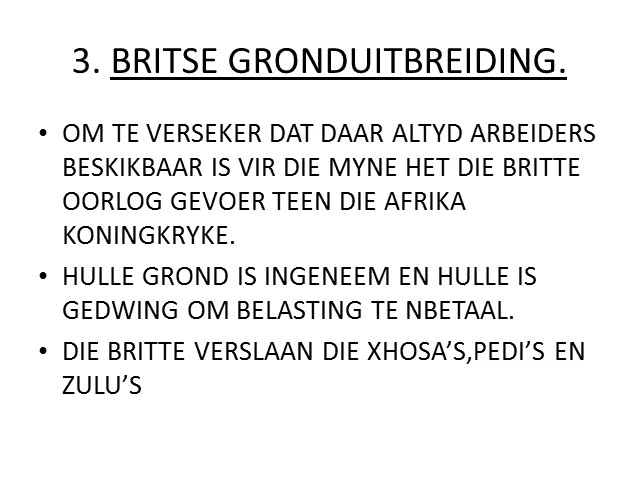 3. BRITSE GRONDUITBREIDING.
• OM TE VERSEKER DAT DAAR ALTYD ARBEIDERS
BESKIKBAAR IS VIR DIE MYNE HET DIE BRITTE
OORLOG GEVOER TEEN DIE AFRIKA
KONINGKRYKE.
• HULLE GROND IS INGENEEM EN HULLE IS
GEDWING OM BELASTING TE NBETAAL.
• DIE BRITTE VERSLAAN DIE XHOSA’S,PEDI’S EN
ZULU’S